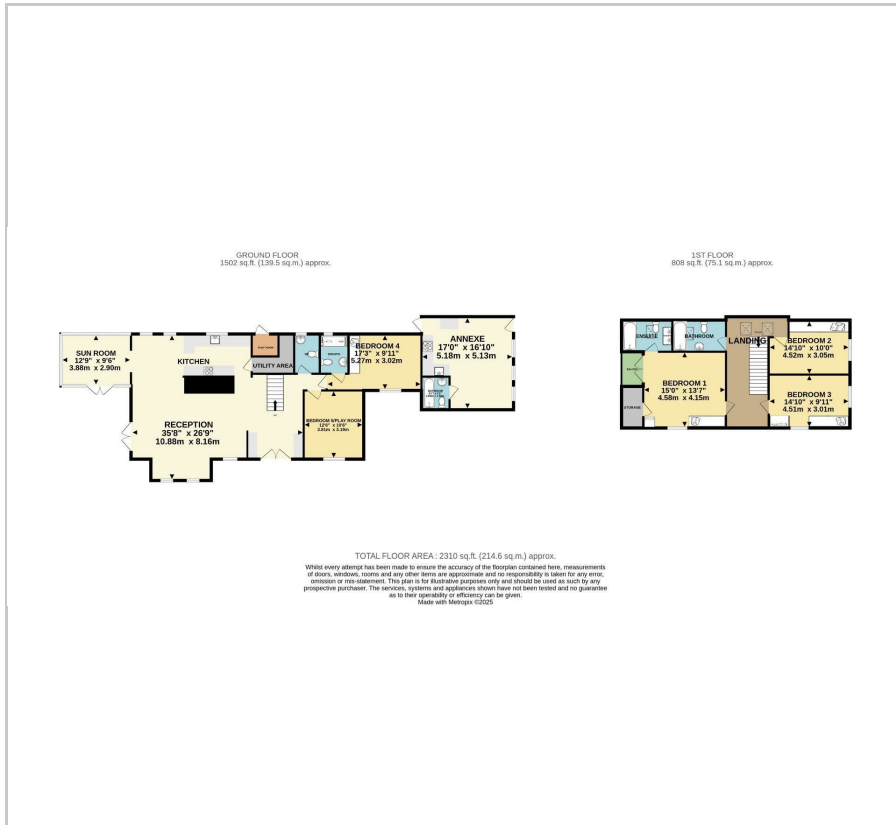 GROUND FLOOR
1502 sq.ft. (139.5 sq.m.) approx.
1ST FLOOR
808 sq.ft. (75.1 sq.m.) approx.
SUN ROOM
12'9" x 9'6"
3.88m x 2.90m
KITCHEN
UTILITY AREA
RECEPTION
35'8" x 26'9"
10.88m x 8.16m
ENSUITE
BEDROOM 4
17'3" x 9'11"
5.27m x 3.02m
BEDROOM 5/PLAY ROOM
12'6" x 10'6"
3.81m x 3.19m
ANNEXE
17'0" x 16'10"
5.18m x 5.13m
ENSUITE
BATHROOM
LANDING
BEDROOM 2
14'10" x 10'0"
4.52m x 3.05m
BEDROOM 1
15'0" x 13'7"
4.58m x 4.15m
STORAGE
BEDROOM 3
14'10" x 9'11"
4.51m x 3.01m
TOTAL FLOOR AREA : 2310 sq.ft. (214.6 sq.m.) approx.
Whilst every attempt has been made to ensure the accuracy of the floorplan contained here, measurements
of doors, windows, rooms and any other items are approximate and no responsibility is taken for any error,
omission or mis-statement. This plan is for illustrative purposes only and should be used as such by any
prospective purchaser. The services, systems and appliances shown have not been tested and no guarantee
as to their operability or efficiency can be given.
Made with Metropix ©2025